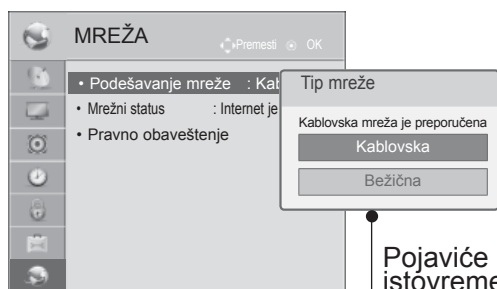 MREŽA
Premesti OK
• Podešavanje mreže : Kab
• Mrežni status : Internet je
• Pravno obaveštenje
Tip mreže
Kablovska mreža je preporučena
Kablovska
Bežična
Pojaviće